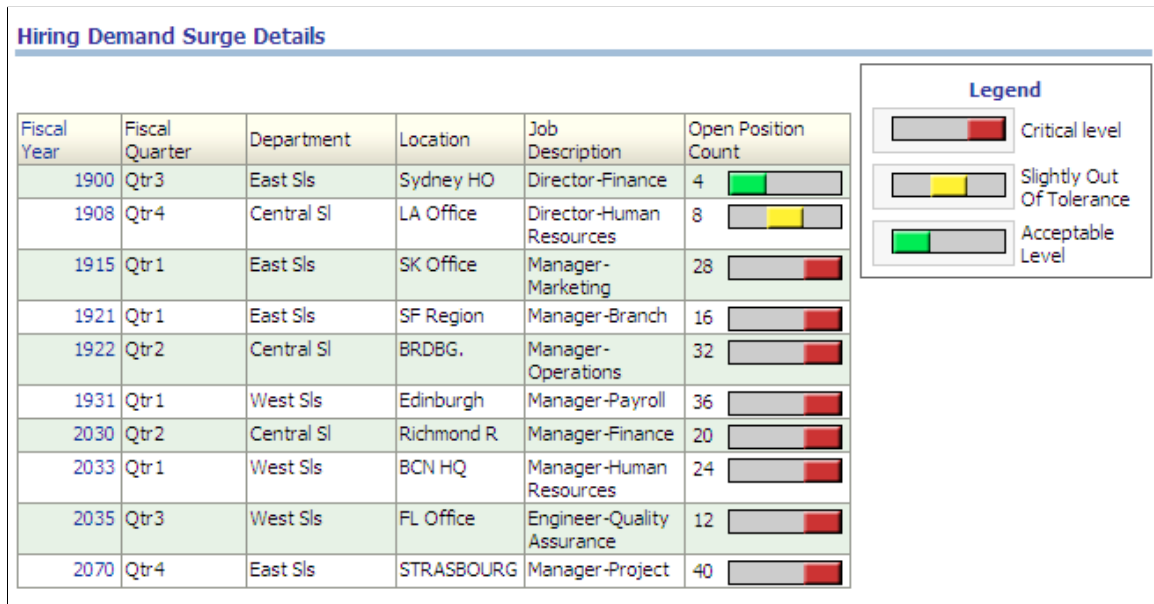 Hiring Demand Surge Details
Legend
Critical level
Slightly Out
Of Tolerance
Acceptable
Level
Fiscal Year Fiscal Quarter Department Location Job Description Open Position Count
1900 Qtr3 East Sls Sydney HO Director-Finance 4
1908 Qtr4 Central Sl LA Office Director-Human Resources 8
1915 Qtr1 East Sls SK Office Manager-Marketing 28
1921 Qtr1 East Sls SF Region Manager-Branch 16
1922 Qtr2 Central Sl BRDBG. Manager-Operations 32
1931 Qtr1 West Sls Edinburgh Manager-Payroll 36
2030 Qtr2 Central Sl Richmond R Manager-Finance 20
2033 Qtr1 West Sls BCN HQ Manager-Human Resources 24
2035 Qtr3 West Sls FL Office Engineer-Quality Assurance 12
2070 Qtr4 East Sls STRASBOURG Manager-Project 40